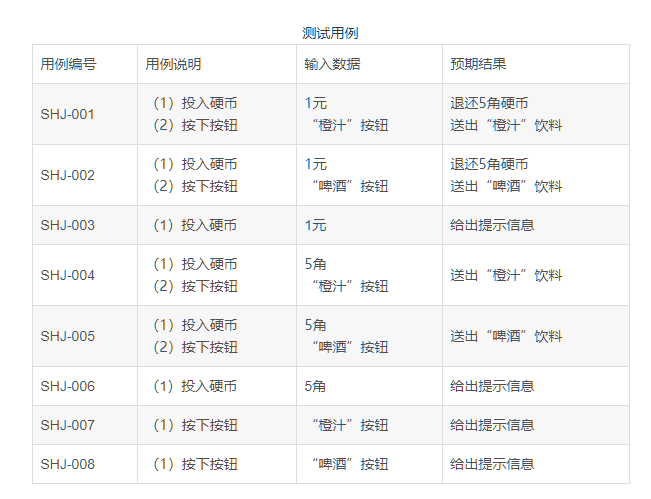 测试用例
用例编号 用例说明 输入数据 预期结果
SHJ-001 （1）投入硬币 1元 退还5角硬币
（2）按下按钮 “橙汁”按钮 送出“橙汁”饮料
SHJ-002 （1）投入硬币 1元 退还5角硬币
（2）按下按钮 “啤酒”按钮 送出“啤酒”饮料
SHJ-003 （1）投入硬币 1元 给出提示信息
SHJ-004 （1）投入硬币 5角 送出“橙汁”饮料
（2）按下按钮 “橙汁”按钮
SHJ-005 （1）投入硬币 5角 送出“啤酒”饮料
（2）按下按钮 “啤酒”按钮
SHJ-006 （1）投入硬币 5角 给出提示信息
SHJ-007 （1）按下按钮 “橙汁”按钮 给出提示信息
SHJ-008 （1）按下按钮 “啤酒”按钮 给出提示信息